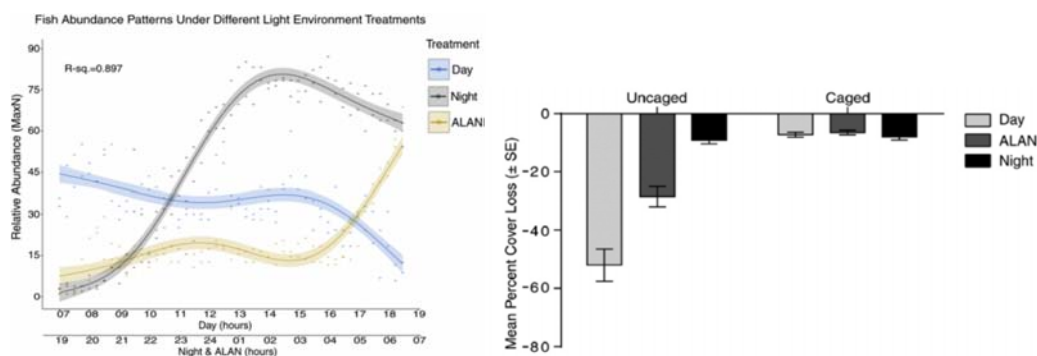 Fish Abundance Patterns Under Different Light Environment Treatments
90
75
60
45
30
15
0
Relative Abundance (MaxN)
R-sq.=0.897
Treatment
Day
Night
ALAN
07 08 09 10 11 12 13 14 15 16 17 18 19
Day (hours)
19 20 21 22 23 24 01 02 03 04 05 06 07
Night & ALAN (hours)
Uncaged Caged
0
-20
-40
-60
-80
Mean Percent Cover Loss (± SE)
Day
ALAN
Night